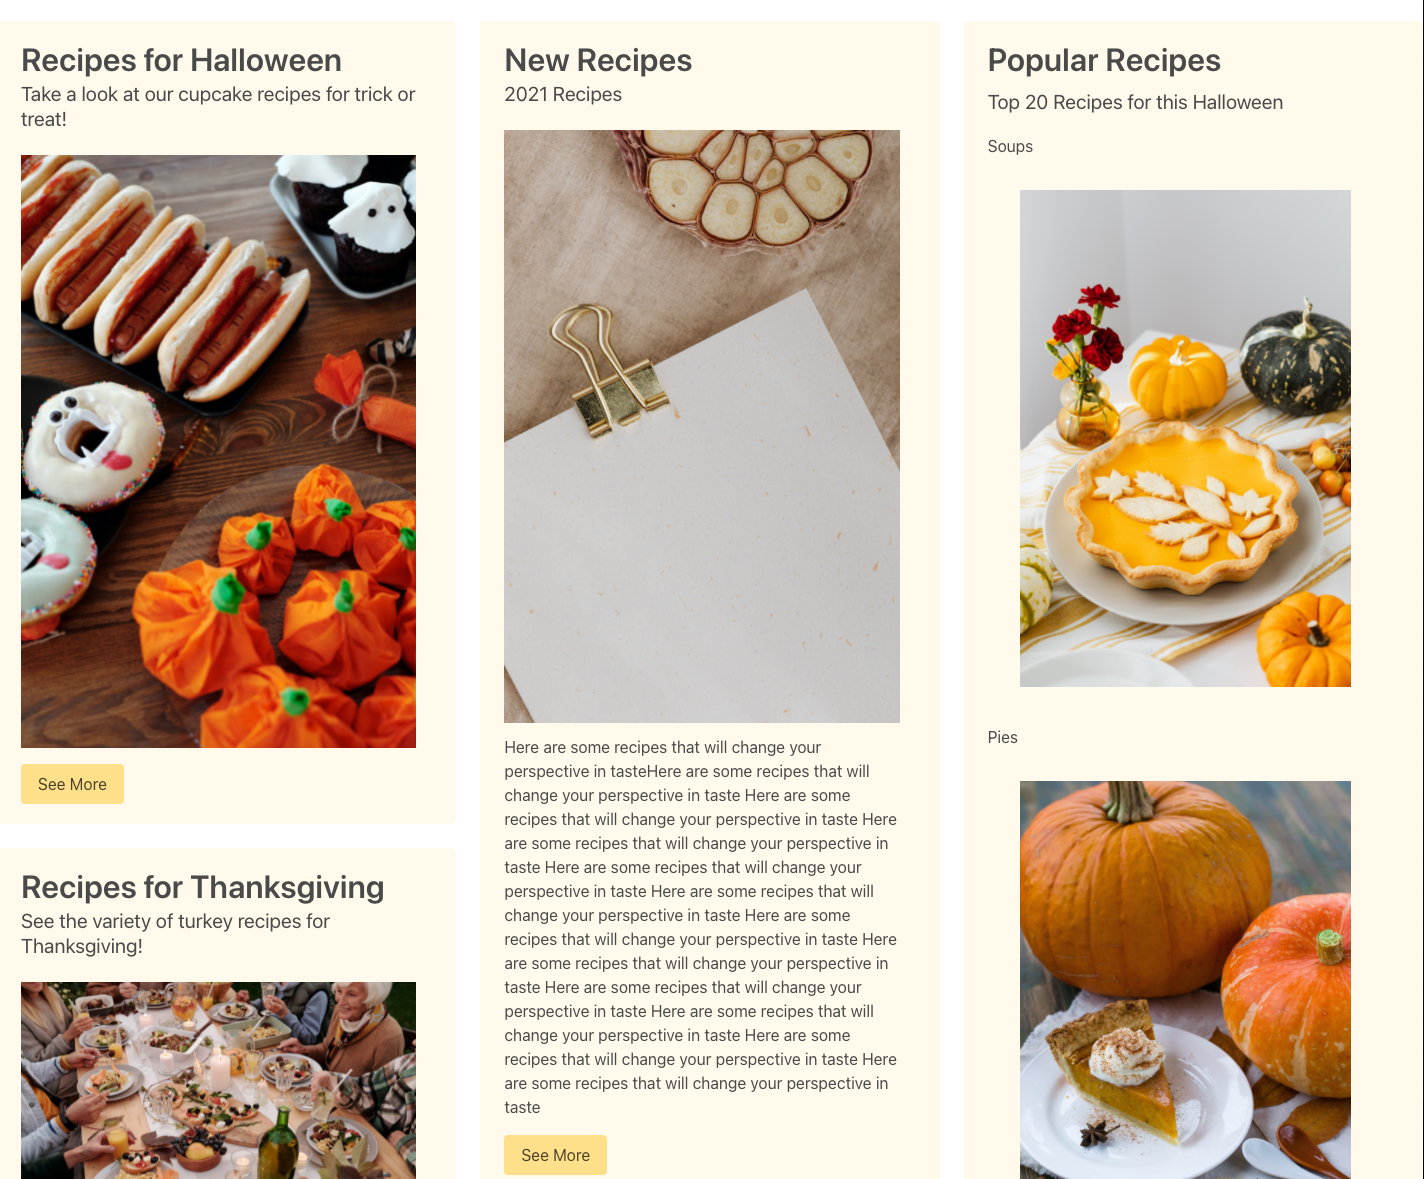 Recipes for Halloween
Take a look at our cupcake recipes for trick or
treat!
See More
Recipes for Thanksgiving
See the variety of turkey recipes for
Thanksgiving!
New Recipes
2021 Recipes
Here are some recipes that will change your
perspective in tasteHere are some recipes that will
change your perspective in taste Here are some
recipes that will change your perspective in taste Here
are some recipes that will change your perspective in
taste Here are some recipes that will change your
perspective in taste Here are some recipes that will
change your perspective in taste Here are some
recipes that will change your perspective in taste Here
are some recipes that will change your perspective in
taste Here are some recipes that will change your
perspective in taste Here are some recipes that will
change your perspective in taste Here are some
recipes that will change your perspective in taste Here
are some recipes that will change your perspective in
taste
See More
Popular Recipes
Top 20 Recipes for this Halloween
Soups
Pies